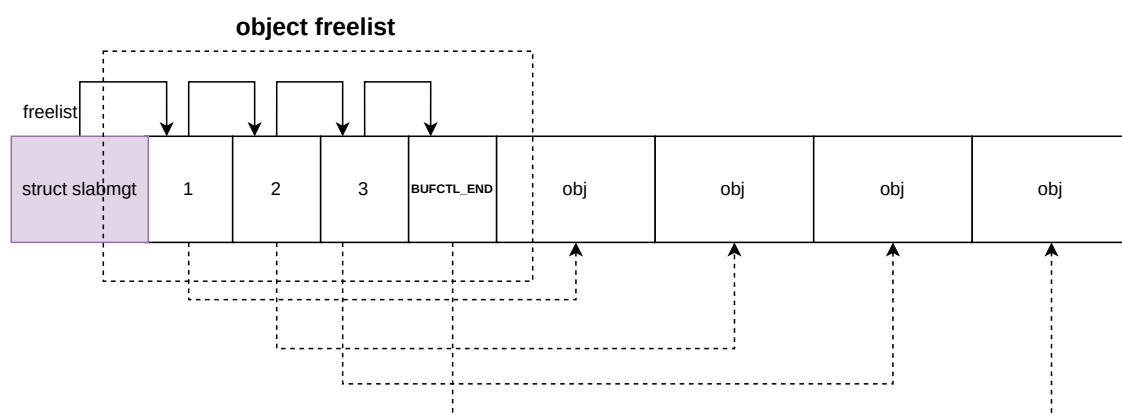 object freelist
freelist
struct slabmgt
1
2
3
BUFCTL_END
obj
obj
obj
obj